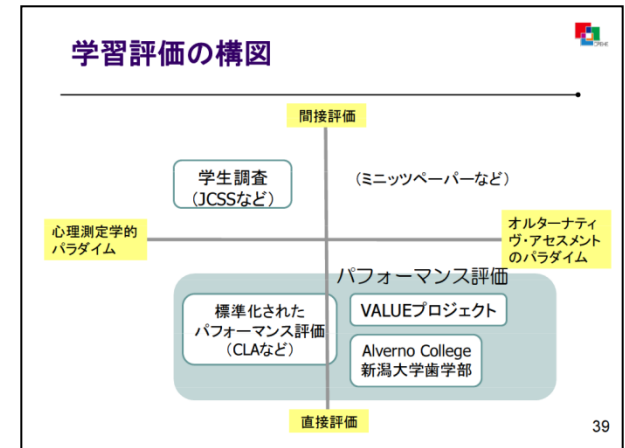 学習評価の構図
間接評価
学生調査
(JCSSなど)
(ミニッツペーパーなど)
心理測定学的
パラダイム
オルターナティ
ヴ・アセスメント
のパラダイム
パフォーマンス評価
標準化された
パフォーマンス評価
(CLAなど)
VALUEプロジェクト
Alverno College
新潟大学歯学部
直接評価
39